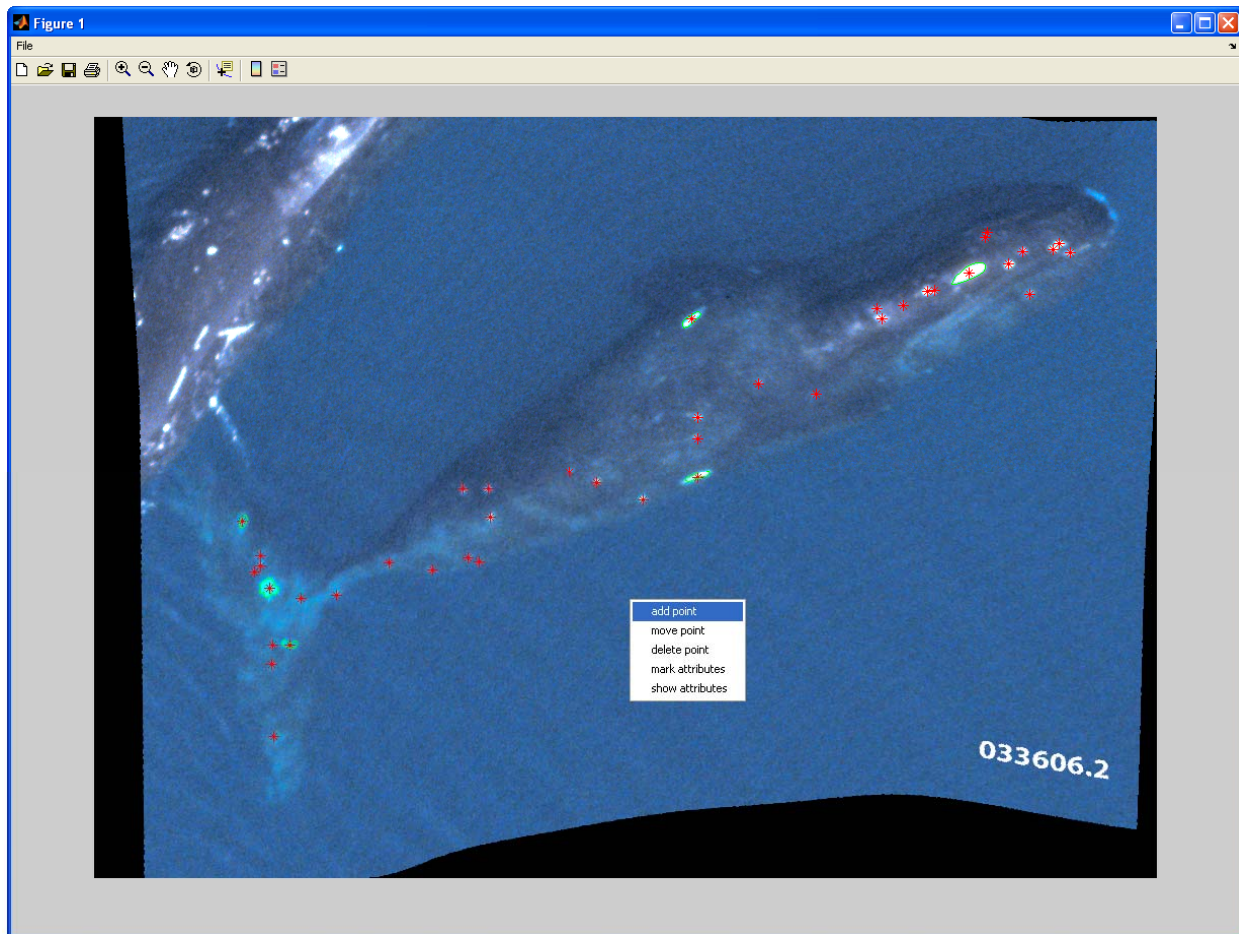 Figure 1
File
add point
move point
delete point
mark attributes
show attributes
033606.2